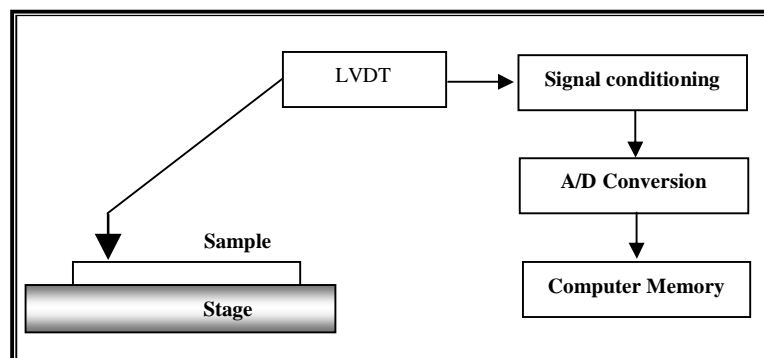 LVDT
Signal conditioning
A/D Conversion
Sample
Computer Memory
Stage